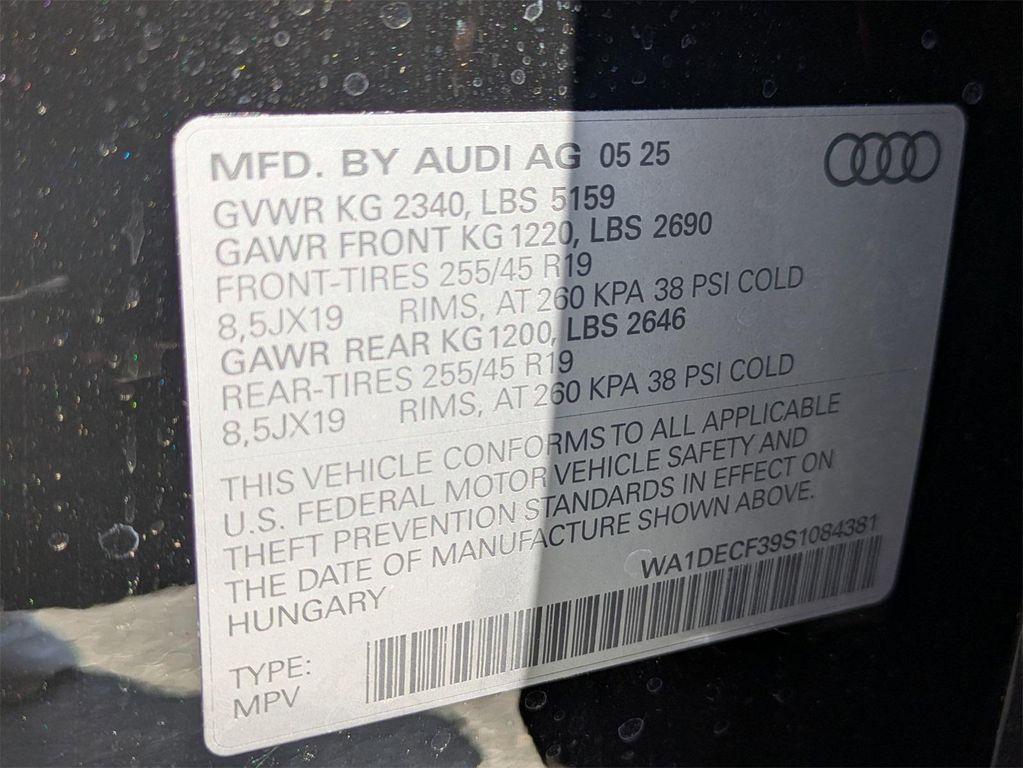 MFD. BY AUDI AG 05 25
GVWR KG 2340, LBS 5159
GAWR FRONT KG 1220, LBS 2690
FRONT-TIRES 255/45 R19
8,5JX19 RIMS, AT 260 KPA 38 PSI COLD
GAWR REAR KG 1200, LBS 2646
REAR-TIRES 255/45 R19
8,5JX19 RIMS, AT 260 KPA 38 PSI COLD
THIS VEHICLE CONFORMS TO ALL APPLICABLE
U.S. FEDERAL MOTOR VEHICLE SAFETY AND
THEFT PREVENTION STANDARDS IN EFFECT ON
THE DATE OF MANUFACTURE SHOWN ABOVE.
HUNGARY
WA1DECF39S1084381
TYPE:
MPV